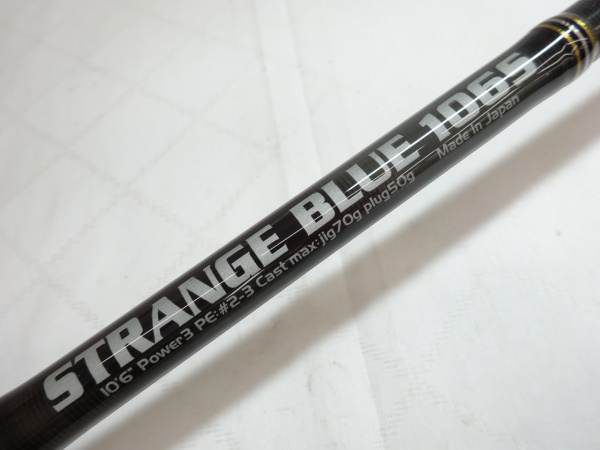 STRANGE BLUE 106S
10'6" Power3 PE:#2-3 Cast max:jig70g plug50g Made in Japan